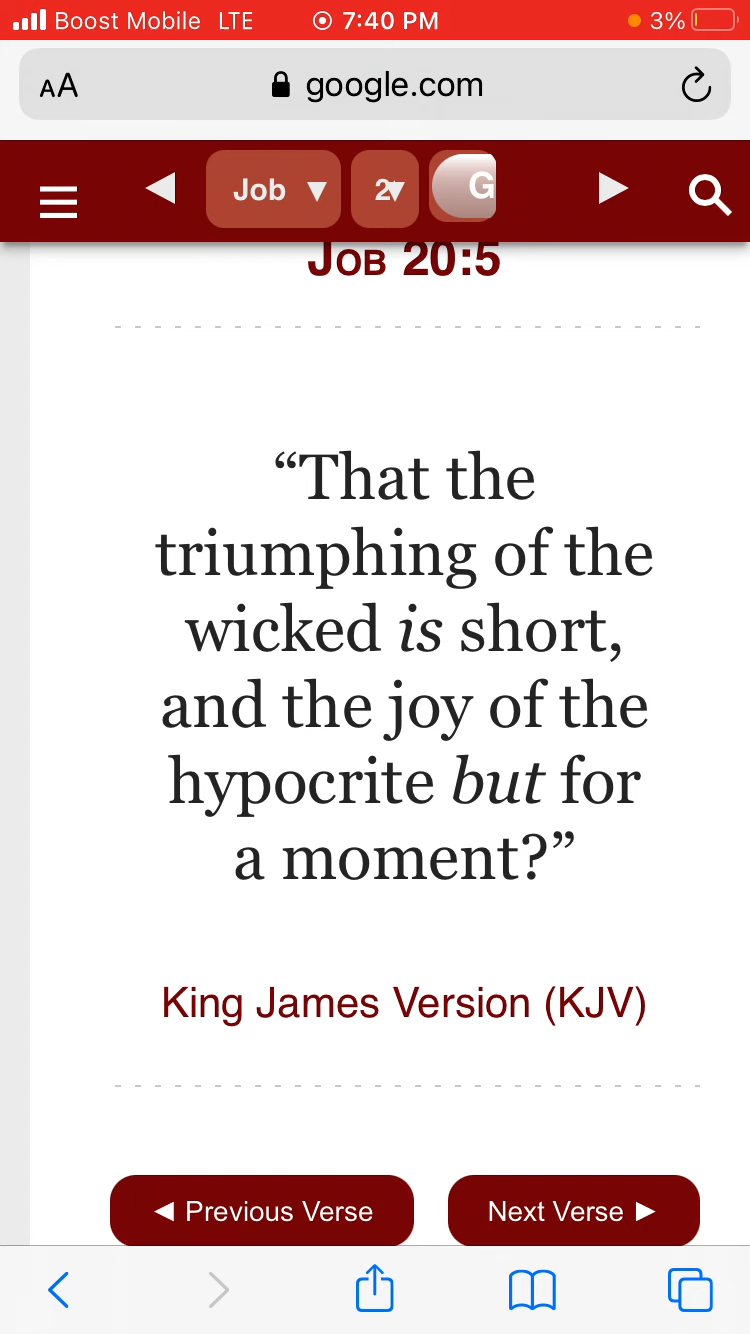 Boost Mobile LTE 7:40 PM 3%
AA google.com
Job 2 G
JOB 20:5
“That the
triumphing of the
wicked is short,
and the joy of the
hypocrite but for
a moment?”
King James Version (KJV)
Previous Verse Next Verse